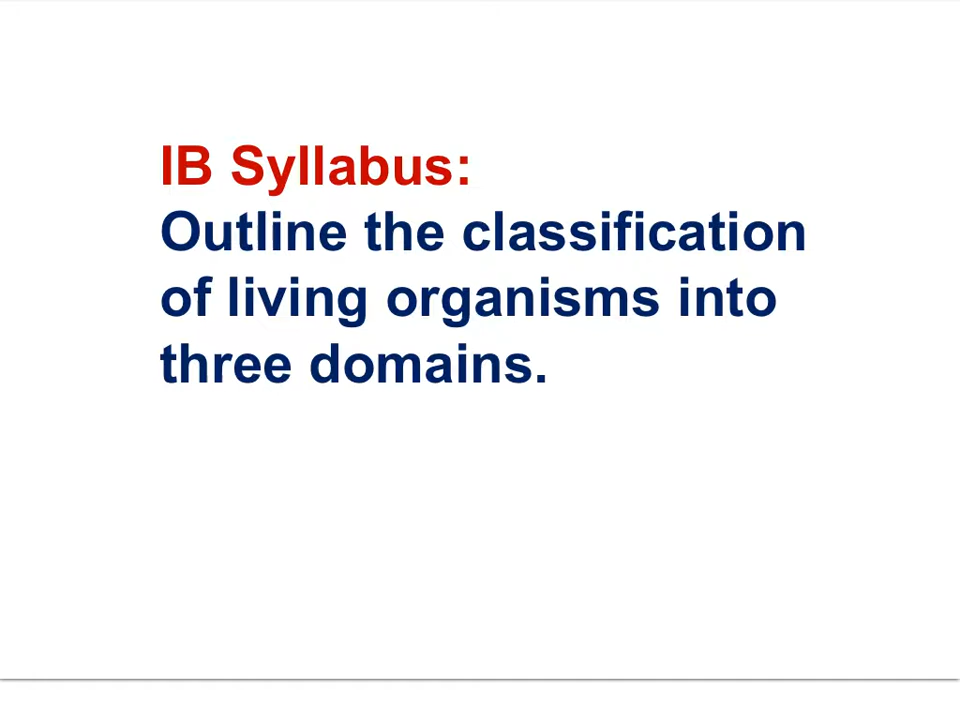 IB Syllabus:
Outline the classification
of living organisms into
three domains.